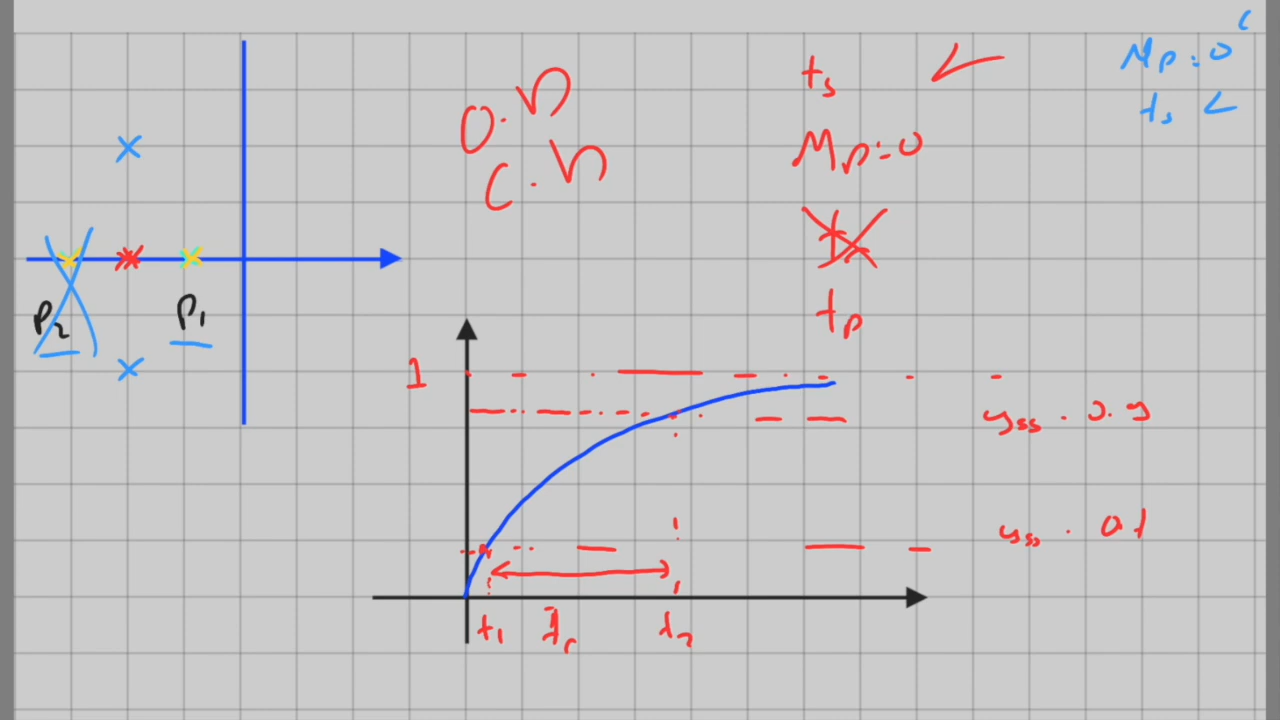 ts
Mp = 0
ts
Mp = 0
tp
P2
P1
1
yss . 0.9
yss . 0.1
t1
tr
t2